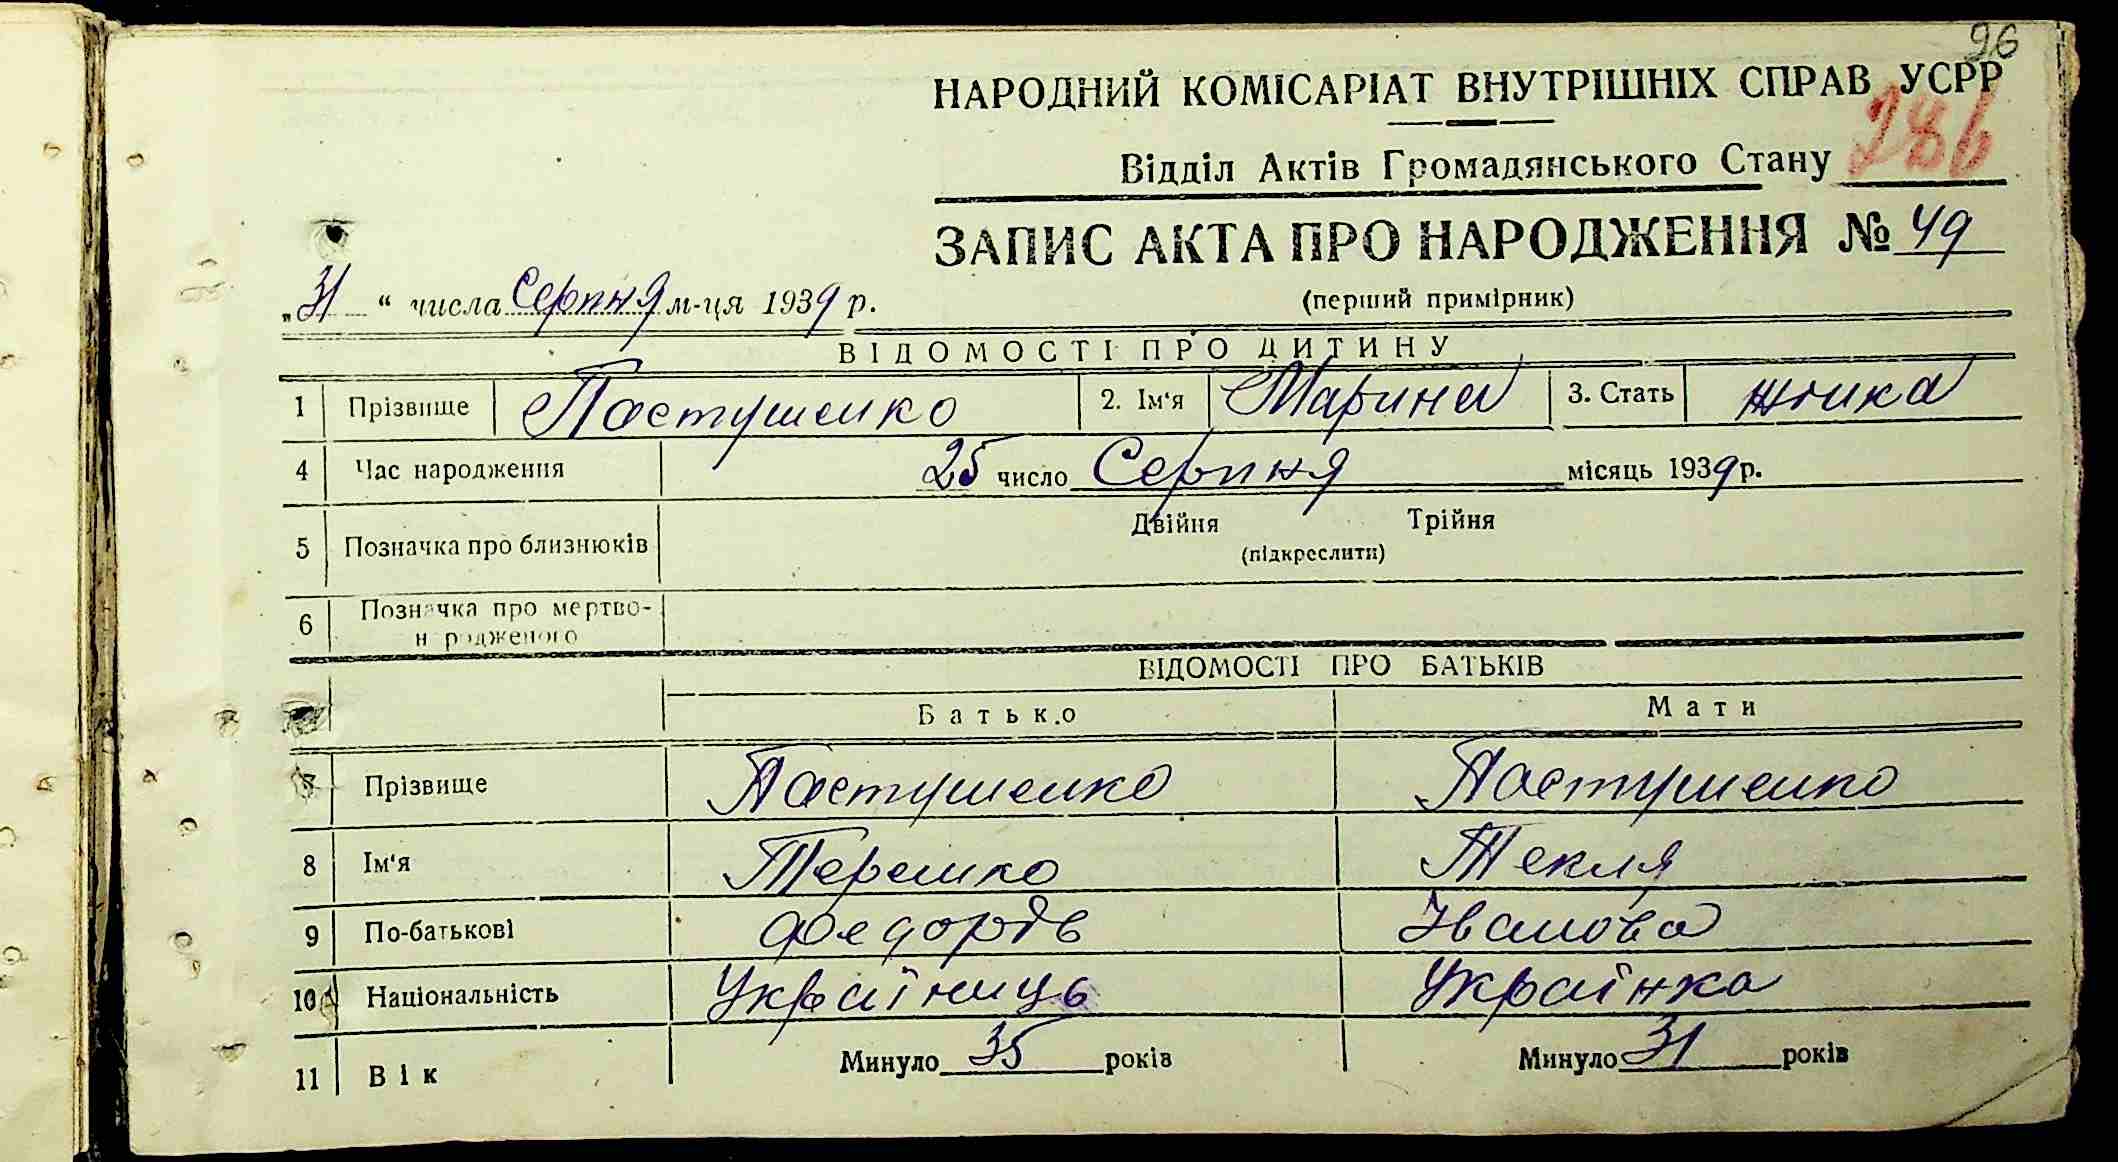 96
НАРОДНИЙ КОМІСАРІАТ ВНУТРІШНІХ СПРАВ УСРР
286
Відділ Актів Громадянського Стану
ЗАПИС АКТА ПРО НАРОДЖЕННЯ № 49
„31“ числа Серпня м-ця 1939 р.
(перший примірник)
ВІДОМОСТІ ПРО ДИТИНУ
1 Прізвище Пастушенко 2. Ім‘я Марина 3. Стать жінка
4 Час народження 25 число Серпня місяць 1939 р.
5 Позначка про близнюків Двійня Трійня
(підкреслити)
6 Позначка про мертво-
н родженого
ВІДОМОСТІ ПРО БАТЬКІВ
Батько Мати
7 Прізвище Пастушенко Пастушенко
8 Ім‘я Терешко Текля
9 По-батькові Федорів Іванова
10 Національність Українець Українка
11 Вік Минуло 35 років Минуло 31 років